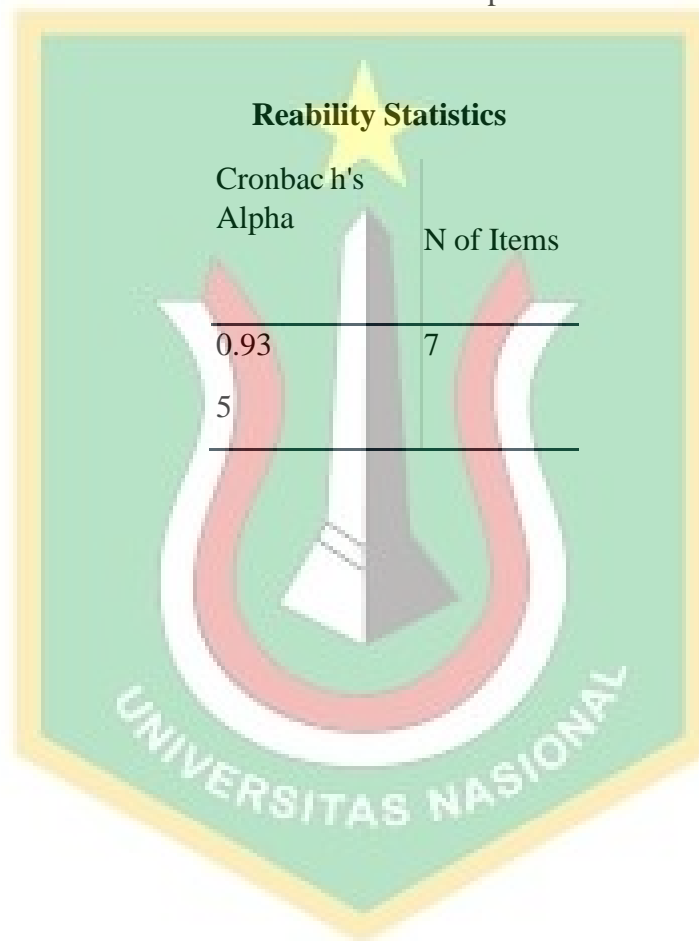 Reability Statistics
Cronbac h's
Alpha
N of Items
0.93 7
5
UNIVERSITAS NASIONAL